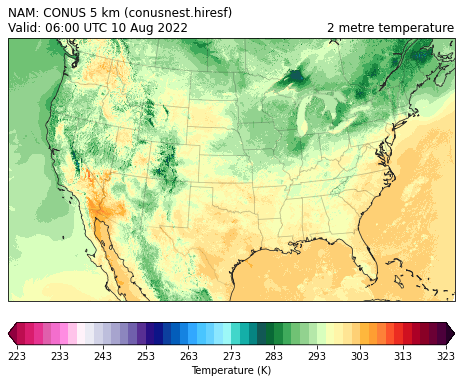 NAM: CONUS 5 km (conusnest.hiresf)
Valid: 06:00 UTC 10 Aug 2022
2 metre temperature
223 233 243 253 263 273 283 293 303 313 323
Temperature (K)